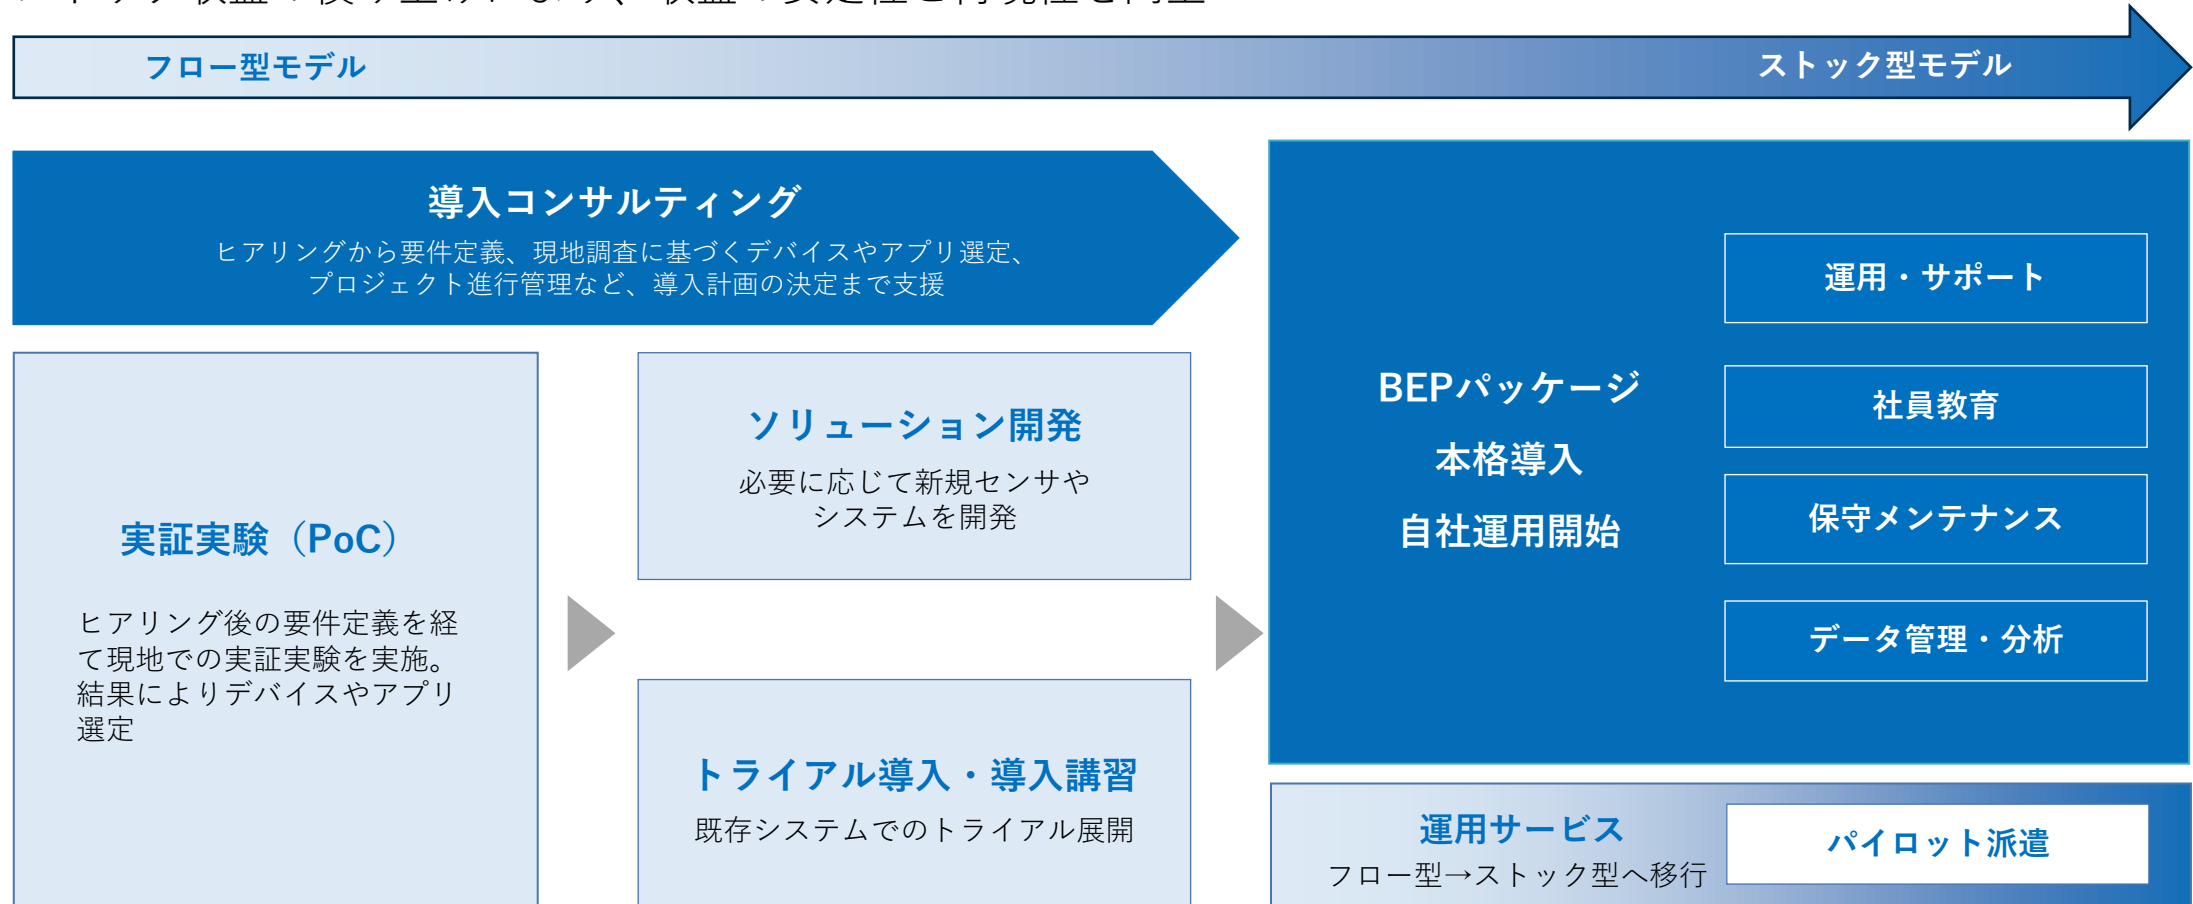 フロー型モデル
ストック型モデル
導入コンサルティング
ヒアリングから要件定義、現地調査に基づくデバイスやアプリ選定、
プロジェクト進行管理など、導入計画の決定まで支援
実証実験（PoC）
ヒアリング後の要件定義を経
て現地での実証実験を実施。
結果によりデバイスやアプリ
選定
ソリューション開発
必要に応じて新規センサや
システムを開発
トライアル導入・導入講習
既存システムでのトライアル展開
BEPパッケージ
本格導入
自社運用開始
運用・サポート
社員教育
保守メンテナンス
データ管理・分析
運用サービス
フロー型→ストック型へ移行
パイロット派遣